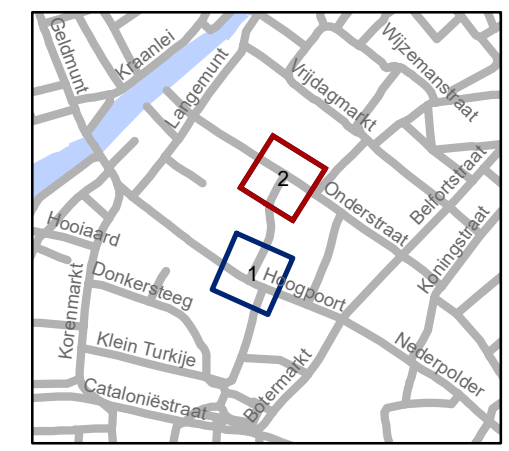 Geldmunt
Kraanlei
Langemunt
Vrijdagmarkt
Wijzemanstraat
2
Onderstraat
Belfortstraat
Koningstraat
Hooiaard
1
Hoogpoort
Donkersteeg
Korenmarkt
Klein Turkije
Nederpolder
Botermarkt
Cataloniëstraat